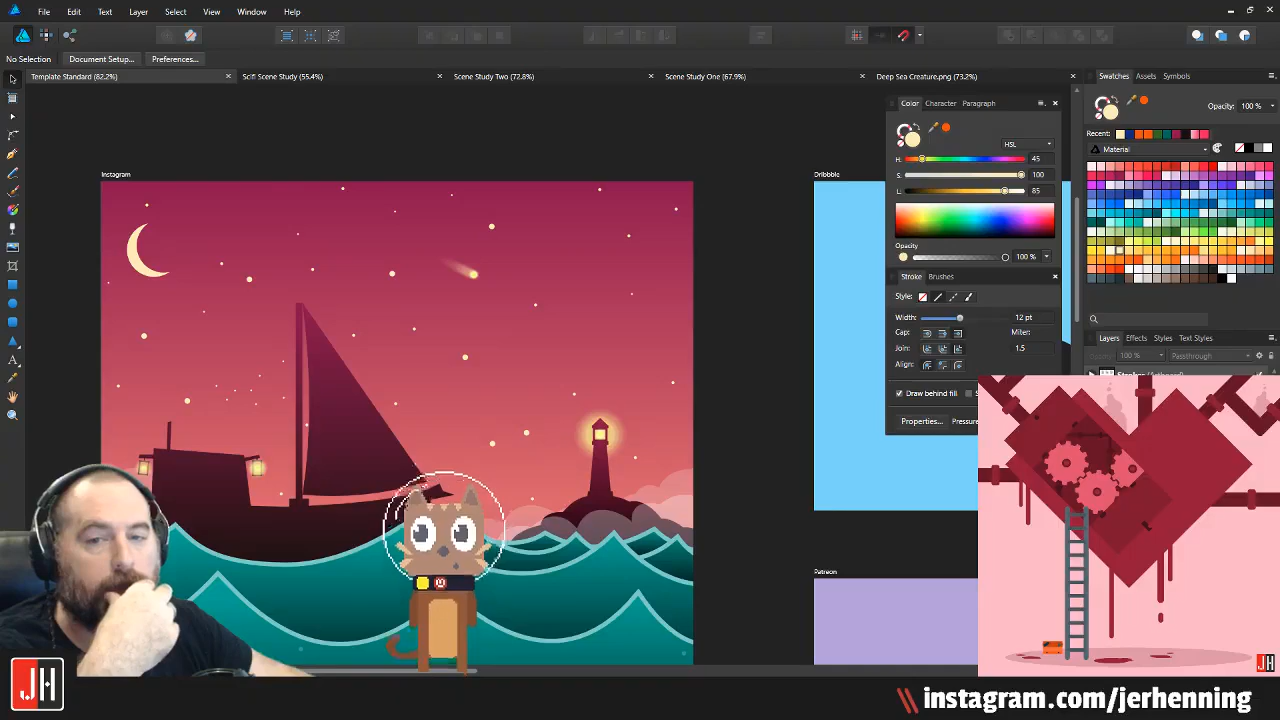 File Edit Text Layer Select View Window Help
No Selection Document Setup... Preferences...
Template Standard (82.2%) Scifi Scene Study (55.4%) Scene Study Two (72.8%) Scene Study One (67.9%) Deep Sea Creature.png (73.2%)
Swatches Assets Symbols
Color Character Paragraph
Opacity: 100 %
HSL
Recent:
Material
H: 45
S: 100
L: 85
Instagram
Dribbble
Opacity
100 %
Stroke Brushes
Style:
Width: 12 pt
Cap: Miter:
Join: 1.5
Align:
Layers Effects Styles Text Styles
Opacity: 100 % Passthrough
Draw behind fill
Properties... Pressure
Patreon
JH
JH
\\ instagram.com/jerhenning